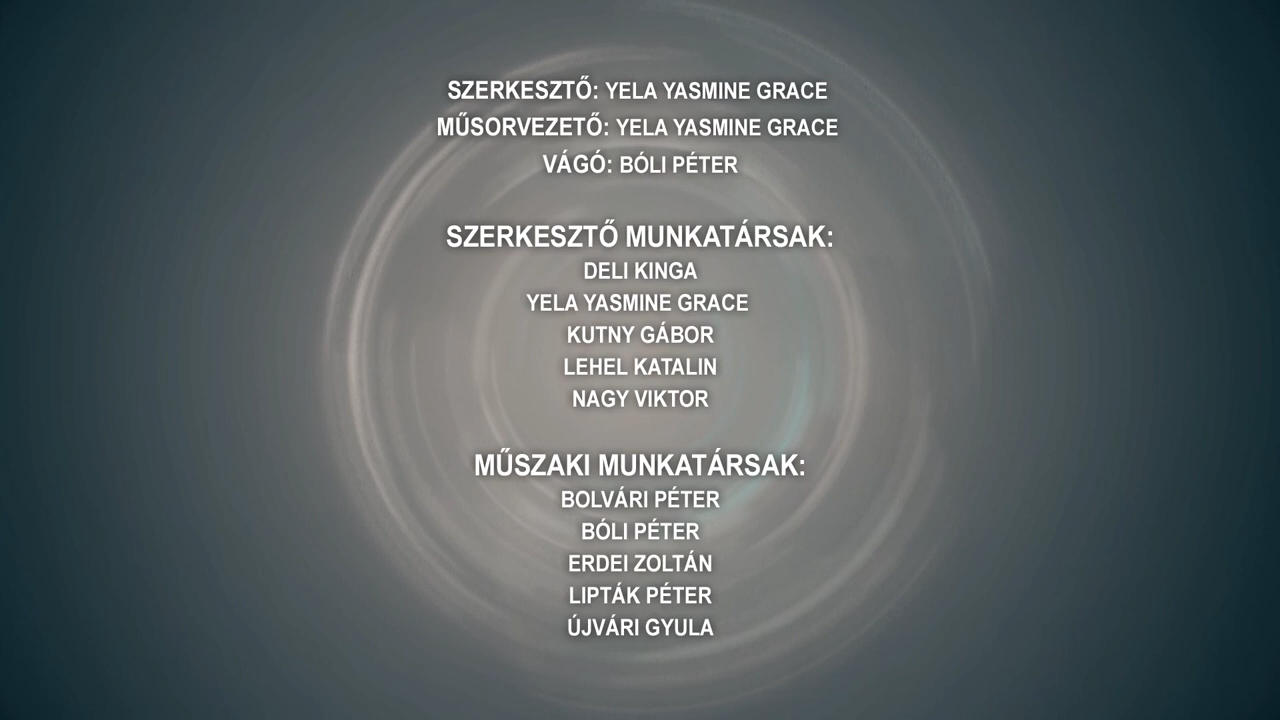 SZERKESZTŐ: YELA YASMINE GRACE
MŰSORVEZETŐ: YELA YASMINE GRACE
VÁGÓ: BÓLI PÉTER
SZERKESZTŐ MUNKATÁRSAK:
DELI KINGA
YELA YASMINE GRACE
KUTNY GÁBOR
LEHEL KATALIN
NAGY VIKTOR
MŰSZAKI MUNKATÁRSAK:
BOLVÁRI PÉTER
BÓLI PÉTER
ERDEI ZOLTÁN
LIPTÁK PÉTER
ÚJVÁRI GYULA